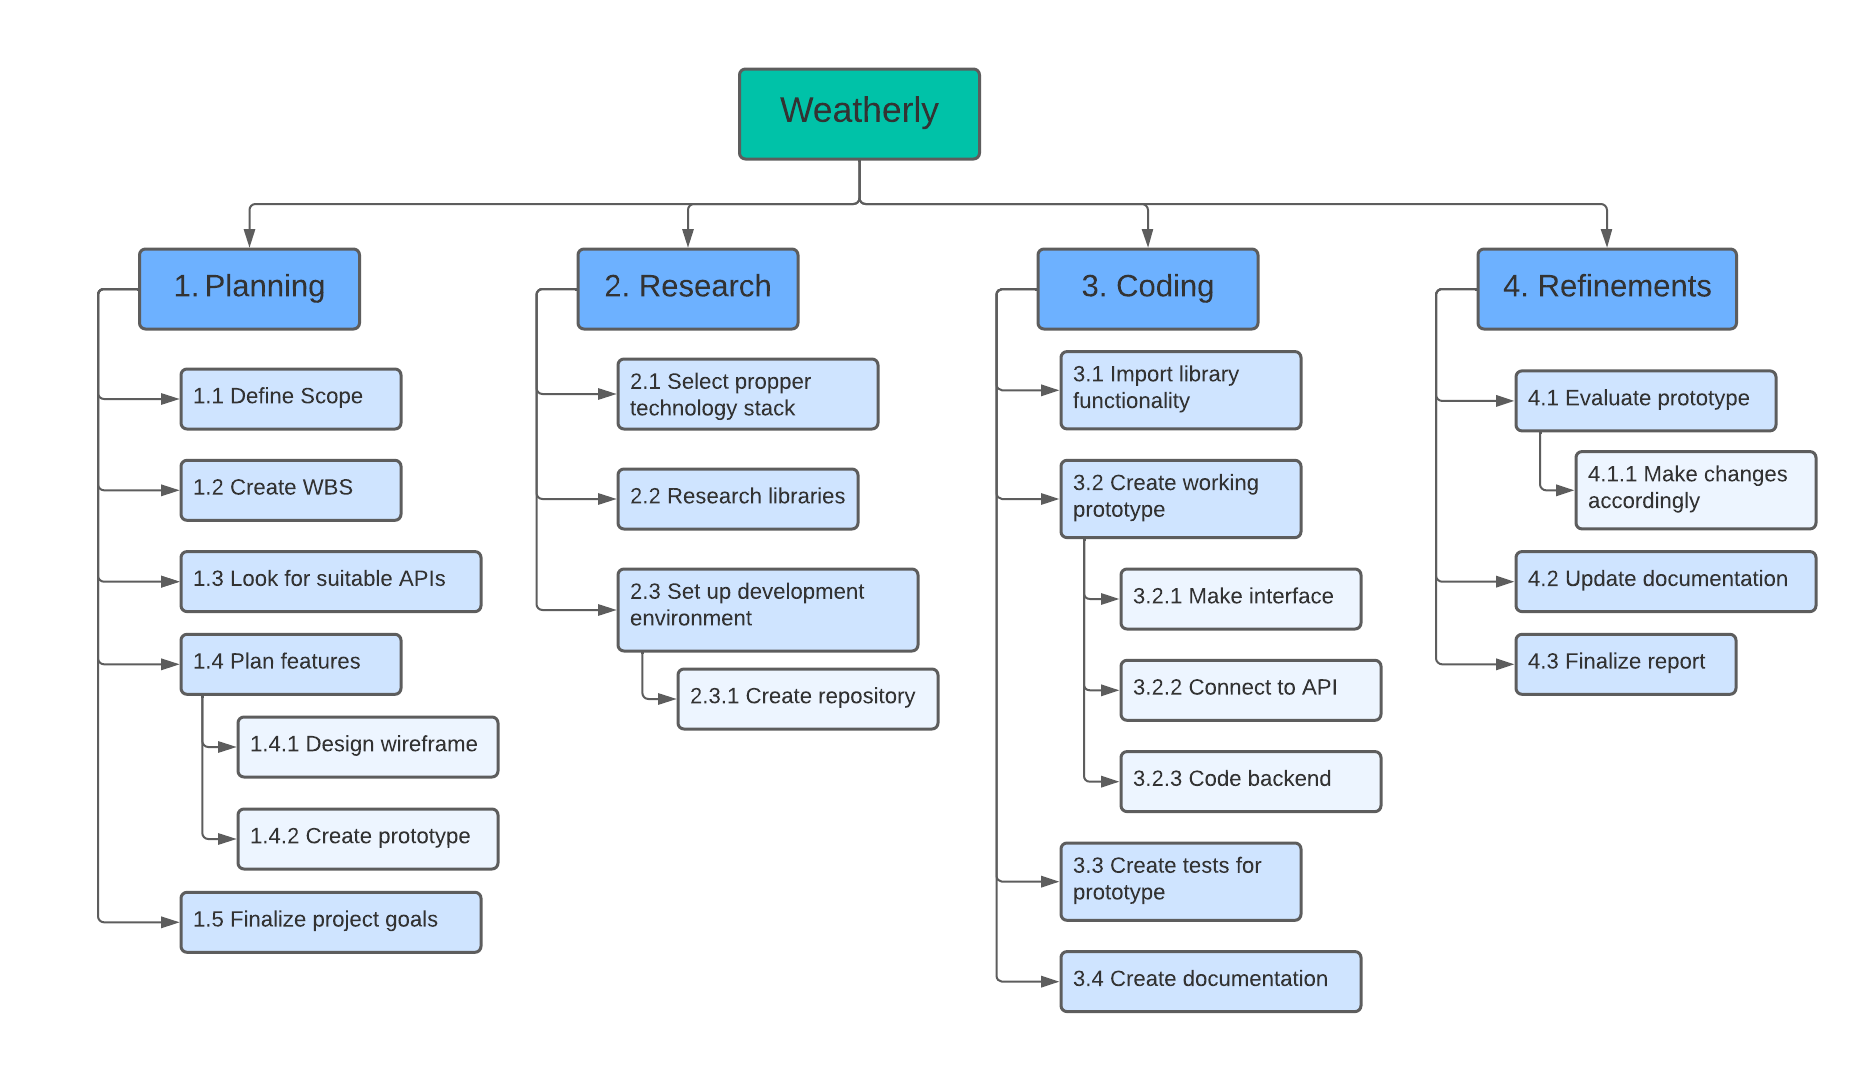 Weatherly
1. Planning
1.1 Define Scope
1.2 Create WBS
1.3 Look for suitable APIs
1.4 Plan features
1.4.1 Design wireframe
1.4.2 Create prototype
1.5 Finalize project goals
2. Research
2.1 Select propper
technology stack
2.2 Research libraries
2.3 Set up development
environment
2.3.1 Create repository
3. Coding
3.1 Import library
functionality
3.2 Create working
prototype
3.2.1 Make interface
3.2.2 Connect to API
3.2.3 Code backend
3.3 Create tests for
prototype
3.4 Create documentation
4. Refinements
4.1 Evaluate prototype
4.1.1 Make changes
accordingly
4.2 Update documentation
4.3 Finalize report